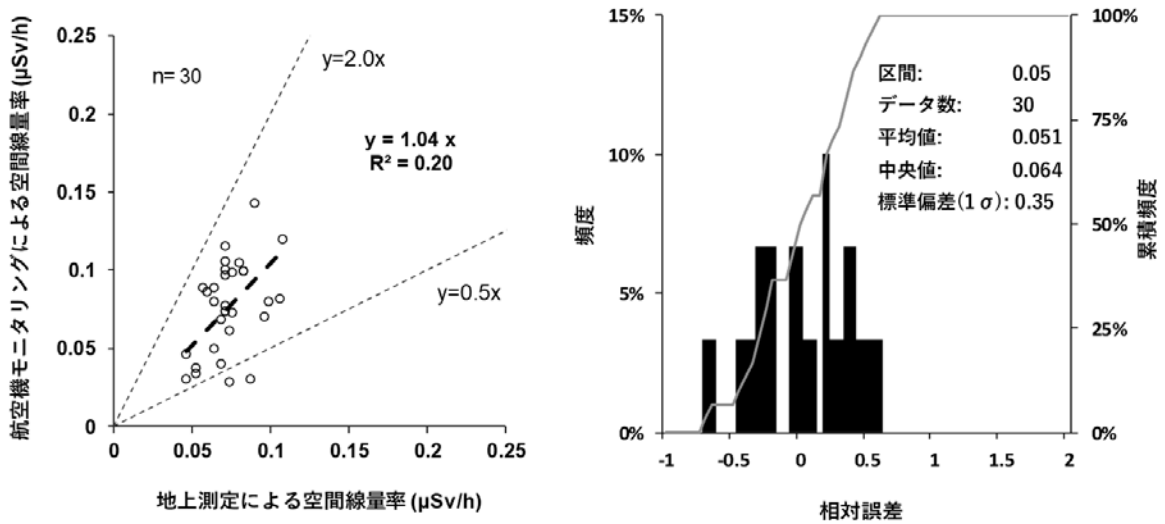 航空機モニタリングによる空間線量率 (μSv/h)
0.25
0.2
0.15
0.1
0.05
0
n= 30
y=2.0x
y = 1.04 x
R² = 0.20
y=0.5x
0 0.05 0.1 0.15 0.2 0.25
地上測定による空間線量率 (μSv/h)
頻度
15%
10%
5%
0%
区間: 0.05
データ数: 30
平均値: 0.051
中央値: 0.064
標準偏差(1 σ): 0.35
100%
75%
50%
25%
0%
累積頻度
-1 -0.5 0 0.5 1 1.5 2
相対誤差